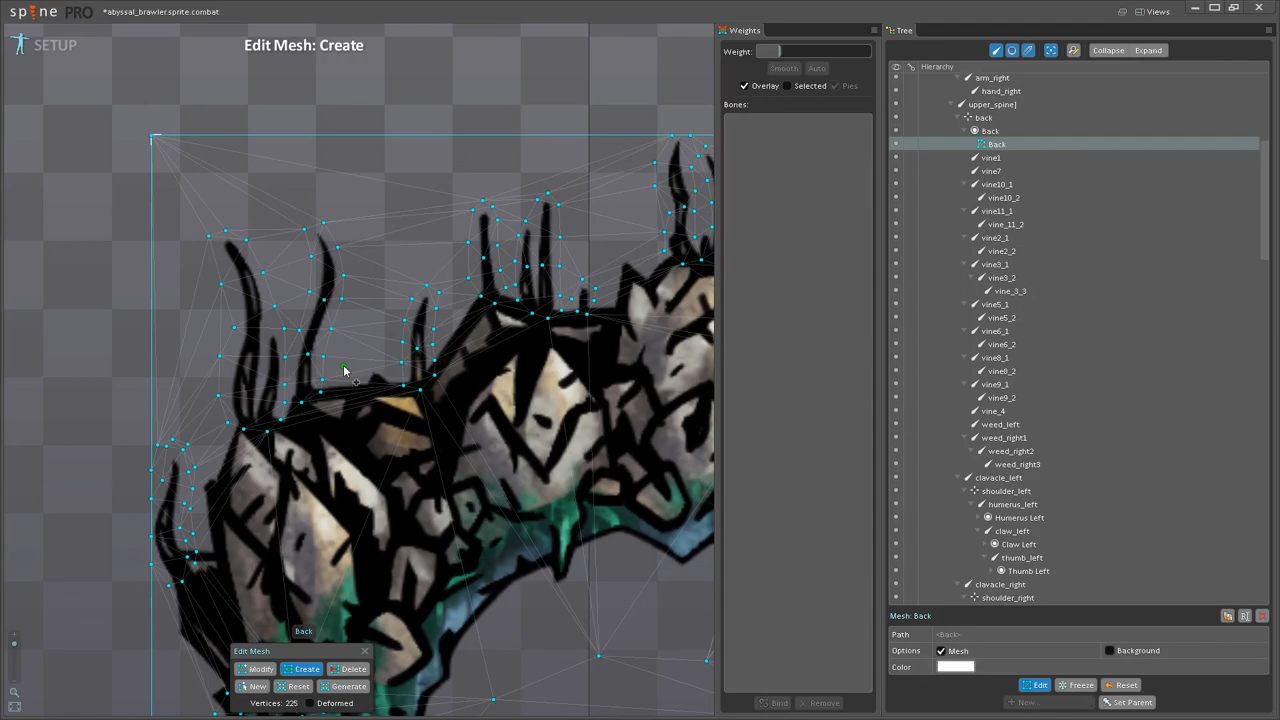 spine PRO *abyssal_brawler.sprite.combat Views
SETUP
Edit Mesh: Create
Weights
Weight:
Smooth Auto
Overlay Selected Pies
Bones:
Bind Remove
Tree
Collapse Expand
Hierarchy
arm_right
hand_right
upper_spine]
back
Back
Back
vine1
vine7
vine10_1
vine10_2
vine11_1
vine_11_2
vine2_1
vine2_2
vine3_1
vine3_2
vine_3_3
vine5_1
vine5_2
vine6_1
vine6_2
vine8_1
vine8_2
vine9_1
vine9_2
vine_4
weed_left
weed_right1
weed_right2
weed_right3
clavacle_left
shoulder_left
humerus_left
Humerus Left
claw_left
Claw Left
thumb_left
Thumb Left
clavacle_right
shoulder_right
Mesh: Back
Path <Back>
Options Mesh Background
Color
Edit Freeze Reset
New... Set Parent
Back
Edit Mesh
Modify Create Delete
New Reset Generate
Vertices: 225 Deformed